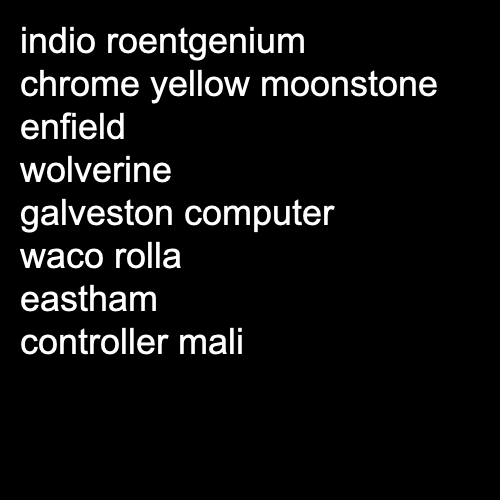 indio roentgenium
chrome yellow moonstone
enfield
wolverine
galveston computer
waco rolla
eastham
controller mali